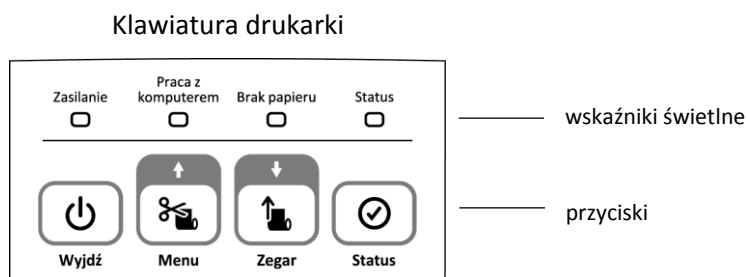 Klawiatura drukarki
Zasilanie
Praca z
komputerem
Brak papieru
Status
wskaźniki świetlne
przyciski
Wyjdź
Menu
Zegar
Status